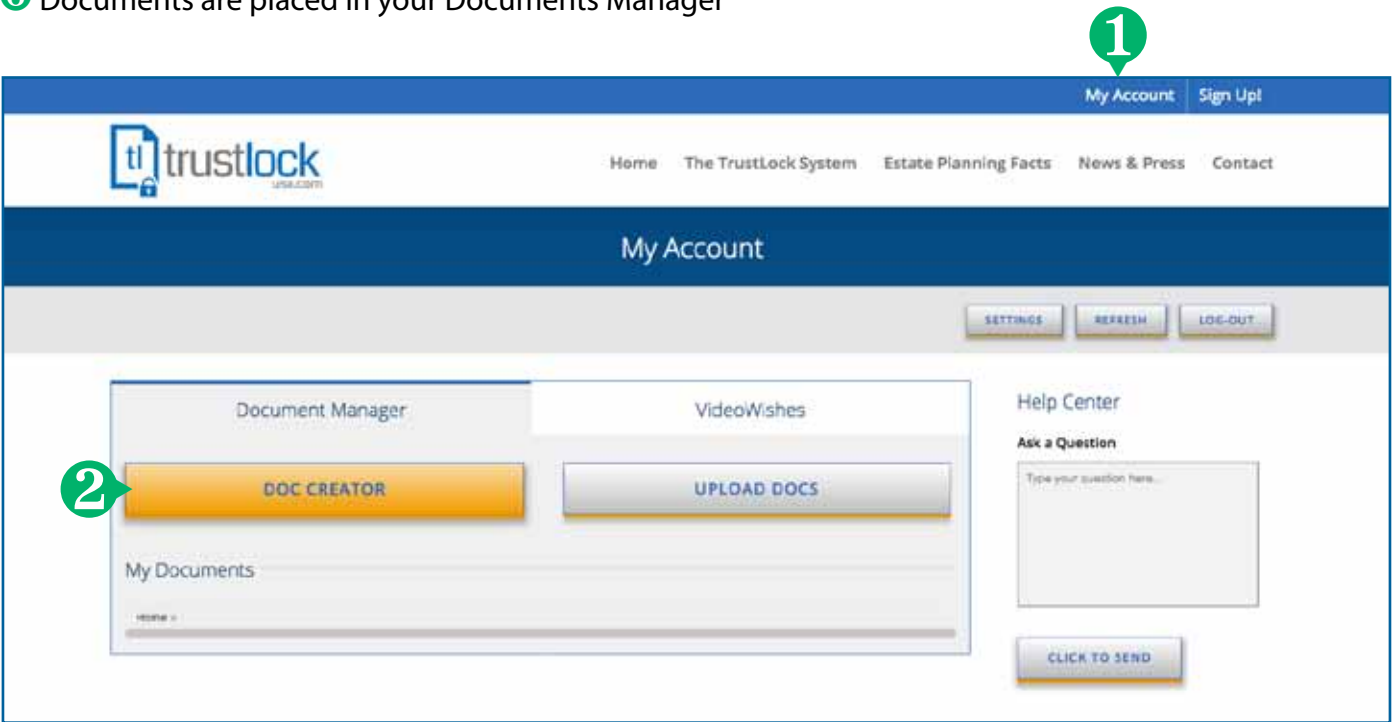 Documents are placed in your Documents Manager
1
My Account Sign Up!
tl trustlock
usa.com
Home The TrustLock System Estate Planning Facts News & Press Contact
My Account
SETTINGS REFRESH LOG-OUT
Document Manager VideoWishes
Help Center
Ask a Question
2
DOC CREATOR UPLOAD DOCS
Type your question here...
My Documents
Home »
CLICK TO SEND